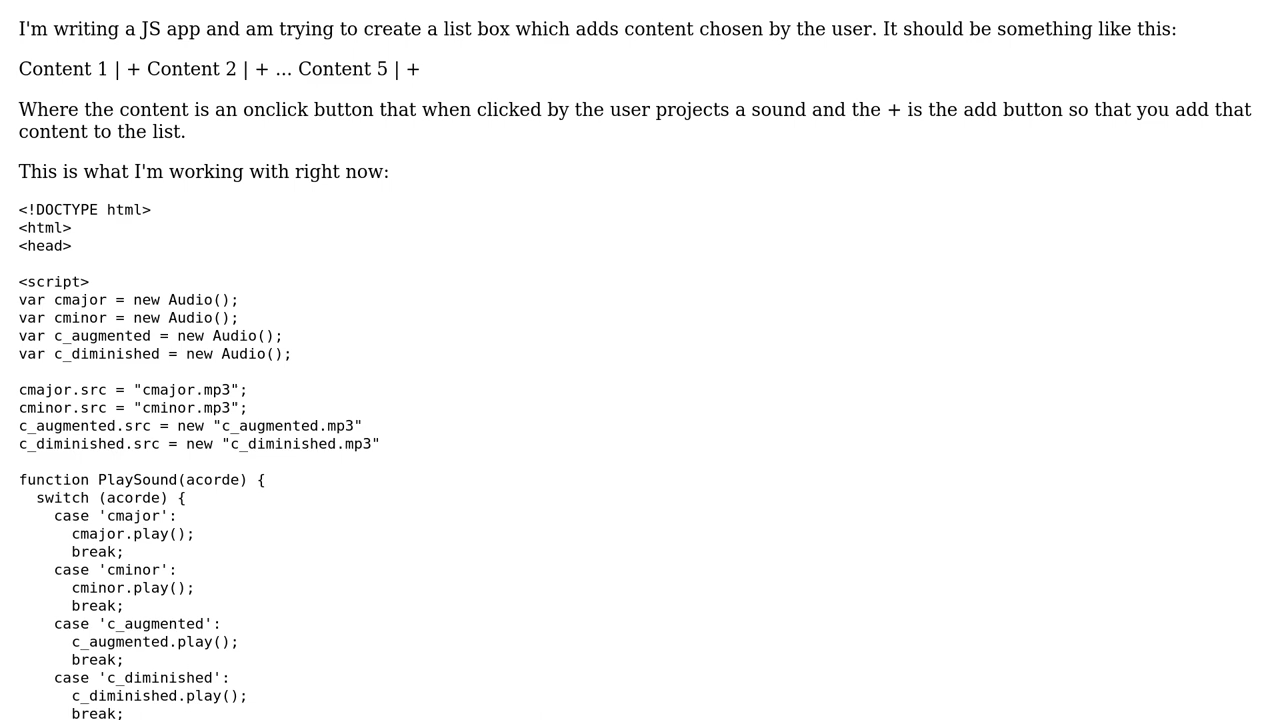 I'm writing a JS app and am trying to create a list box which adds content chosen by the user. It should be something like this:
Content 1 | + Content 2 | + ... Content 5 | +
Where the content is an onclick button that when clicked by the user projects a sound and the + is the add button so that you add that
content to the list.
This is what I'm working with right now:
<!DOCTYPE html>
<html>
<head>
<script>
var cmajor = new Audio();
var cminor = new Audio();
var c_augmented = new Audio();
var c_diminished = new Audio();
cmajor.src = "cmajor.mp3";
cminor.src = "cminor.mp3";
c_augmented.src = new "c_augmented.mp3"
c_diminished.src = new "c_diminished.mp3"
function PlaySound(acorde) {
  switch (acorde) {
    case 'cmajor':
      cmajor.play();
      break;
    case 'cminor':
      cminor.play();
      break;
    case 'c_augmented':
      c_augmented.play();
      break;
    case 'c_diminished':
      c_diminished.play();
      break;